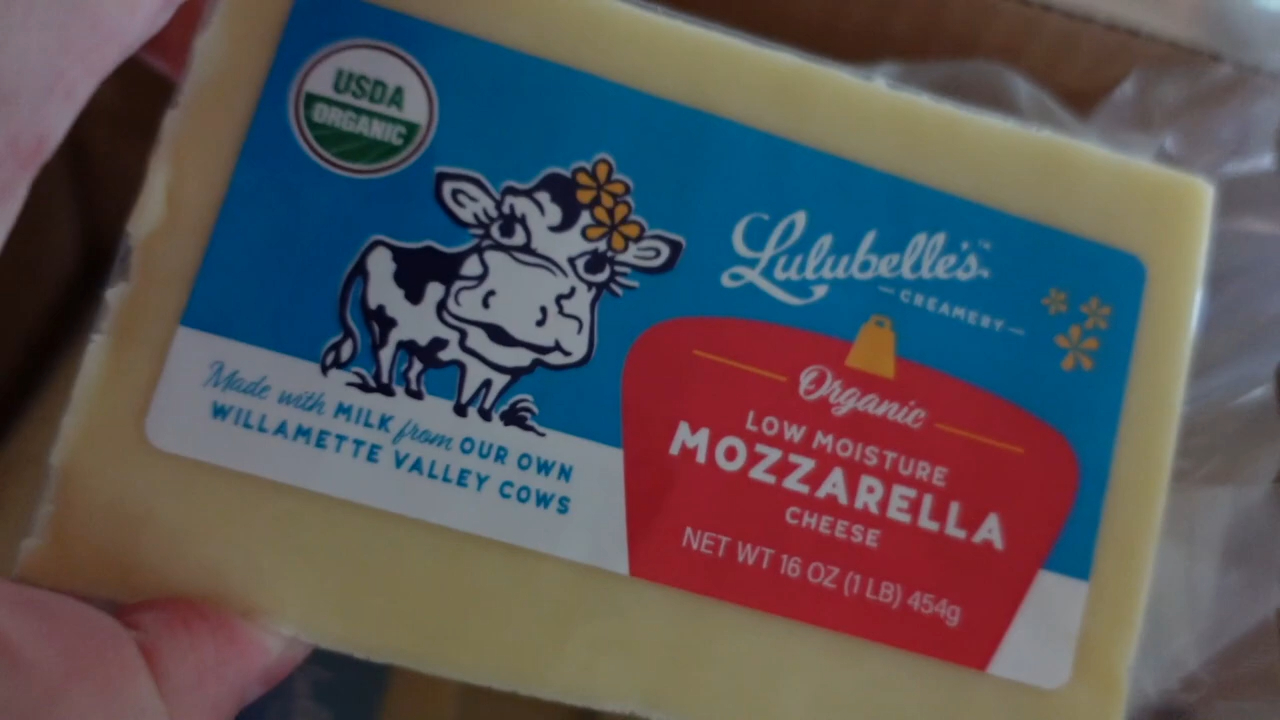 USDA
ORGANIC
Lulubelle's™
CREAMERY
Made with MILK from OUR OWN
WILLAMETTE VALLEY COWS
Organic
LOW MOISTURE
MOZZARELLA
CHEESE
NET WT 16 OZ (1 LB) 454g